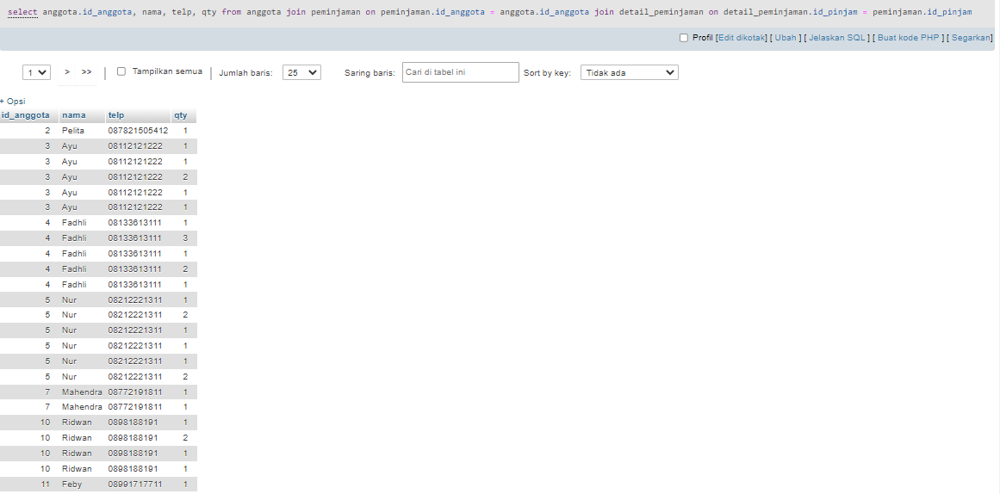 select anggota.id_anggota, nama, telp, qty from anggota join peminjaman on peminjaman.id_anggota = anggota.id_anggota join detail_peminjaman on detail_peminjaman.id_pinjam = peminjaman.id_pinjam
Profil [Edit dikotak] [ Ubah ] [ Jelaskan SQL ] [ Buat kode PHP ] [ Segarkan]
1 > >> | Tampilkan semua | Jumlah baris: 25 Saring baris: Cari di tabel ini Sort by key: Tidak ada
+ Opsi
id_anggota nama telp qty
2 Pelita 087821505412 1
3 Ayu 08112121222 1
3 Ayu 08112121222 1
3 Ayu 08112121222 2
3 Ayu 08112121222 1
3 Ayu 08112121222 1
4 Fadhli 08133613111 1
4 Fadhli 08133613111 3
4 Fadhli 08133613111 1
4 Fadhli 08133613111 2
4 Fadhli 08133613111 1
5 Nur 08212221311 1
5 Nur 08212221311 2
5 Nur 08212221311 1
5 Nur 08212221311 1
5 Nur 08212221311 1
5 Nur 08212221311 2
7 Mahendra 08772191811 1
7 Mahendra 08772191811 1
10 Ridwan 0898188191 1
10 Ridwan 0898188191 2
10 Ridwan 0898188191 1
10 Ridwan 0898188191 1
11 Feby 08991717711 1